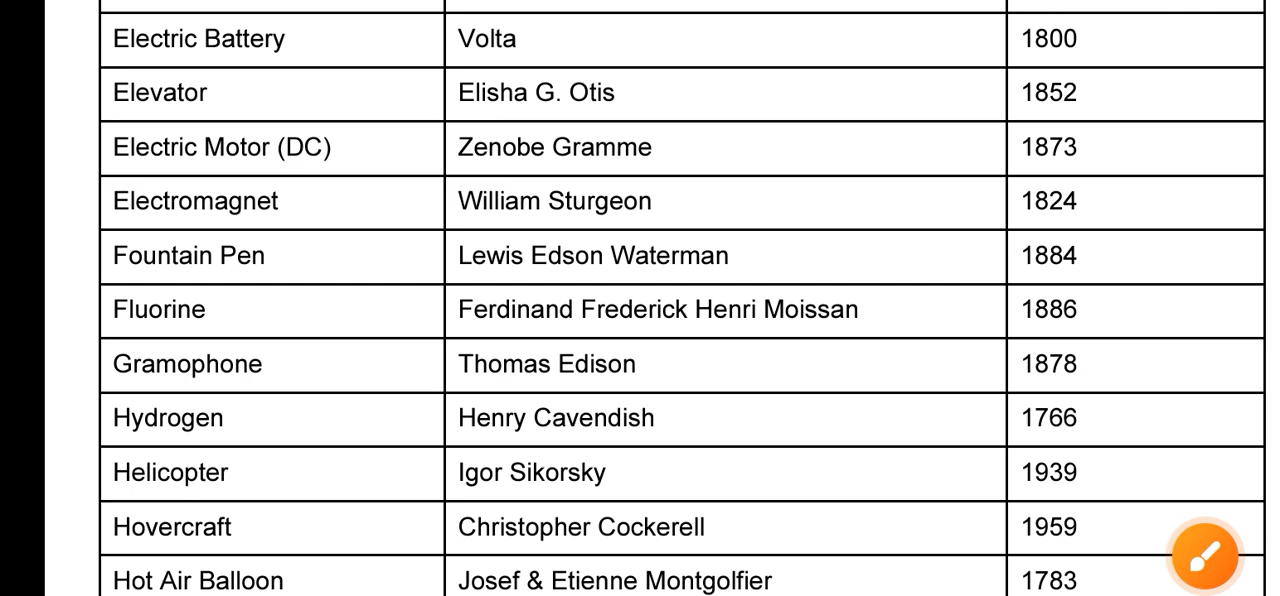 Electric Battery Volta 1800
Elevator Elisha G. Otis 1852
Electric Motor (DC) Zenobe Gramme 1873
Electromagnet William Sturgeon 1824
Fountain Pen Lewis Edson Waterman 1884
Fluorine Ferdinand Frederick Henri Moissan 1886
Gramophone Thomas Edison 1878
Hydrogen Henry Cavendish 1766
Helicopter Igor Sikorsky 1939
Hovercraft Christopher Cockerell 1959
Hot Air Balloon Josef & Etienne Montgolfier 1783